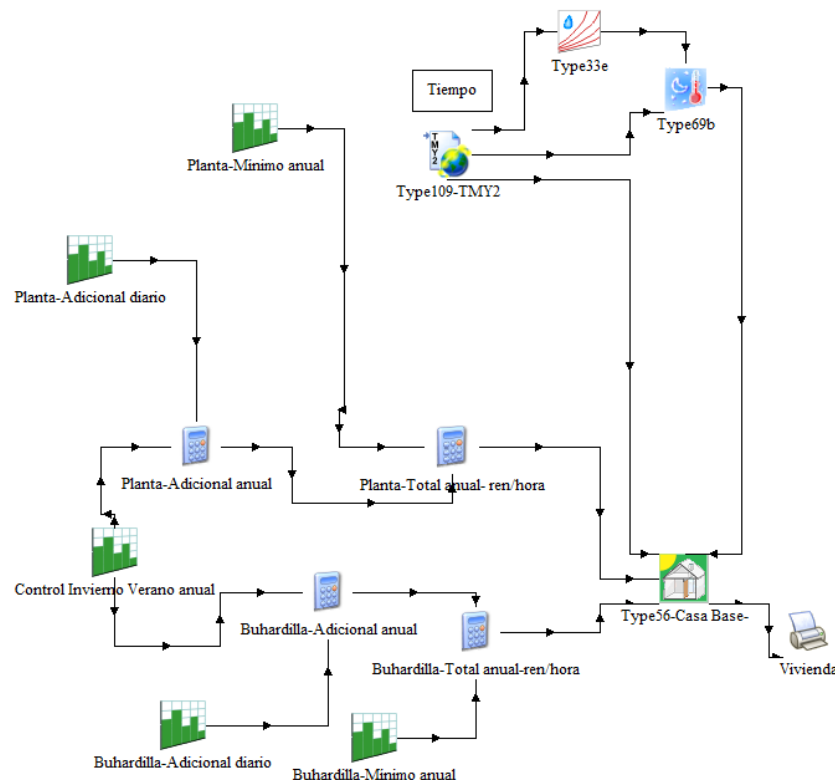 Type33e
Tiempo
Type69b
Planta-Minimo anual
TMY2
Type109-TMY2
Planta-Adicional diario
Planta-Adicional anual
Planta-Total anual- ren/hora
Control Invierno Verano anual
Buhardilla-Adicional anual
Type56-Casa Base-
Buhardilla-Total anual-ren/hora
Vivienda
Buhardilla-Adicional diario
Buhardilla-Minimo anual